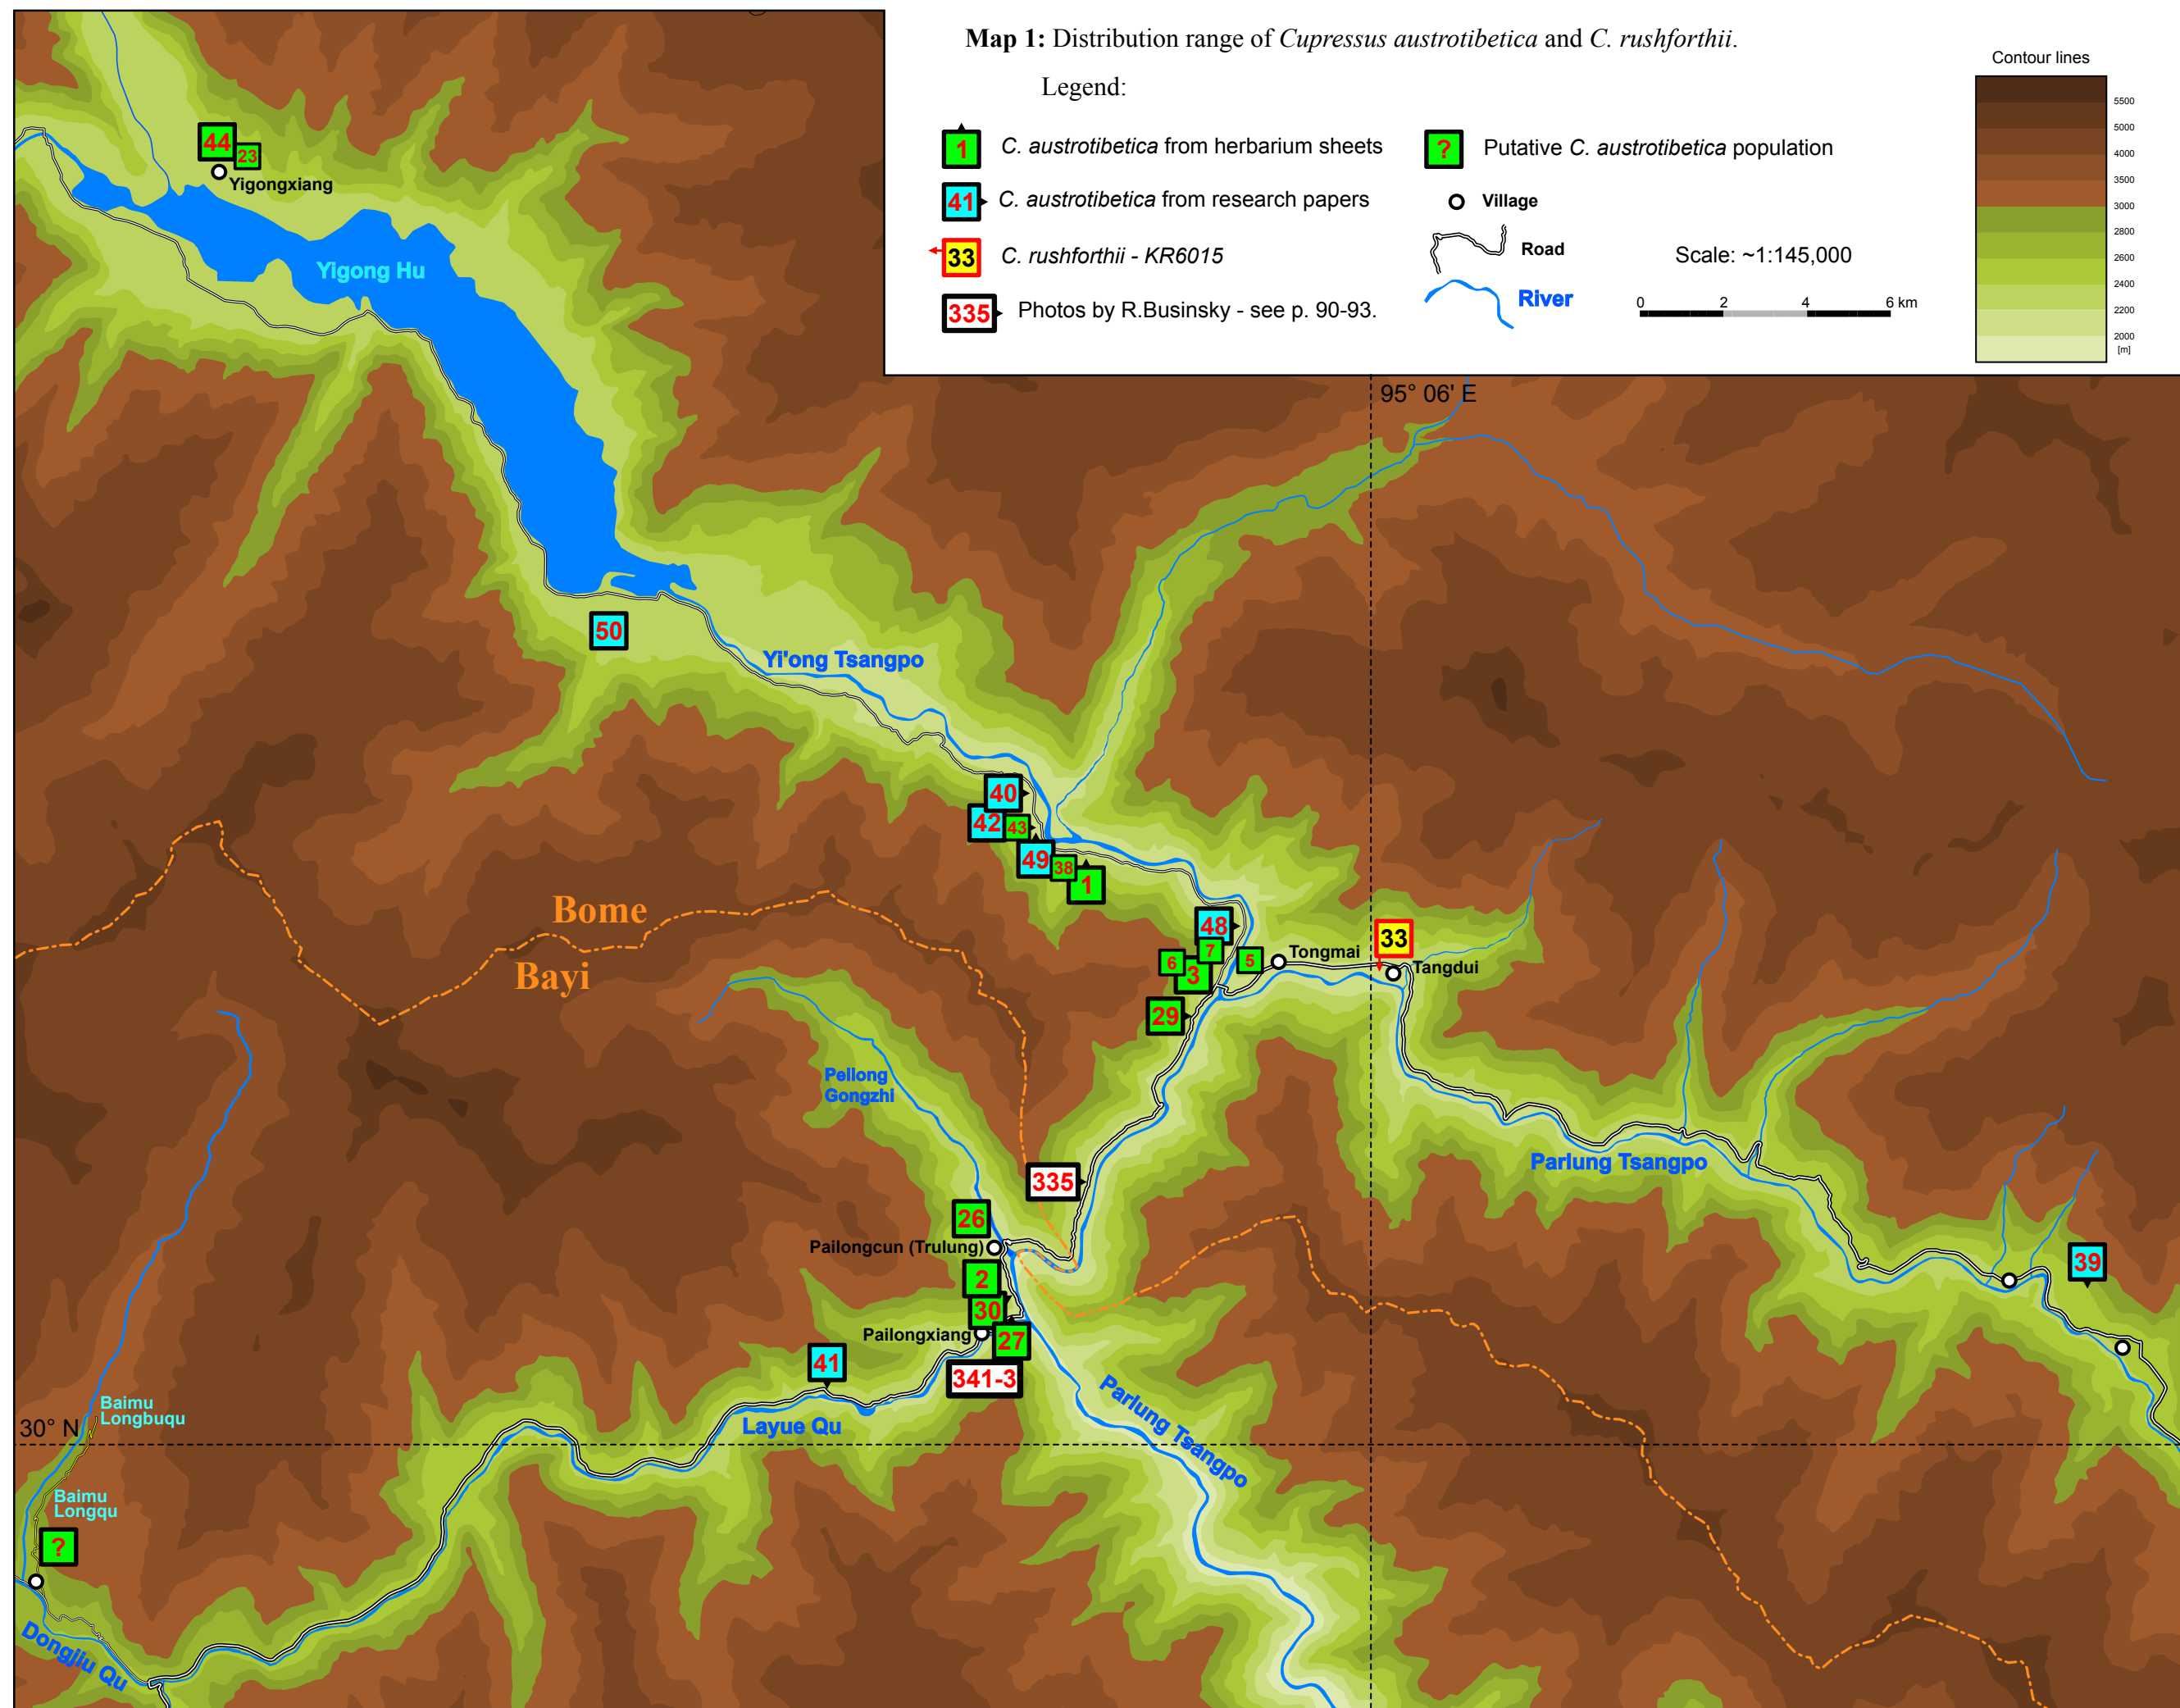 Map 1: Distribution range of Cupressus austrotibetica and C. rushforthii.
Legend:
1 C. austrotibetica from herbarium sheets
41 C. austrotibetica from research papers
33 C. rushforthii - KR6015
335 Photos by R.Businsky - see p. 90-93.
? Putative C. austrotibetica population
Village
Road
River
Scale: ~1:145,000
0 2 4 6 km
Contour lines
5500
5000
4000
3500
3000
2800
2600
2400
2200
2000
[m]
44
23
Yigongxiang
Yigong Hu
95° 06' E
50
Yi'ong Tsangpo
40
42
43
49
38
1
Bome
Bayi
48
7
6
3
5
Tongmai
33
Tangdui
29
Pellong
Gongzhi
335
Parlung Tsangpo
26
Pailongcun (Trulung)
2
30
Pailongxiang
27
39
41
341-3
Layue Qu
Parlung Tsangpo
Baimu
Longbuqu
30° N
Baimu
Longqu
?
Dongjiu Qu